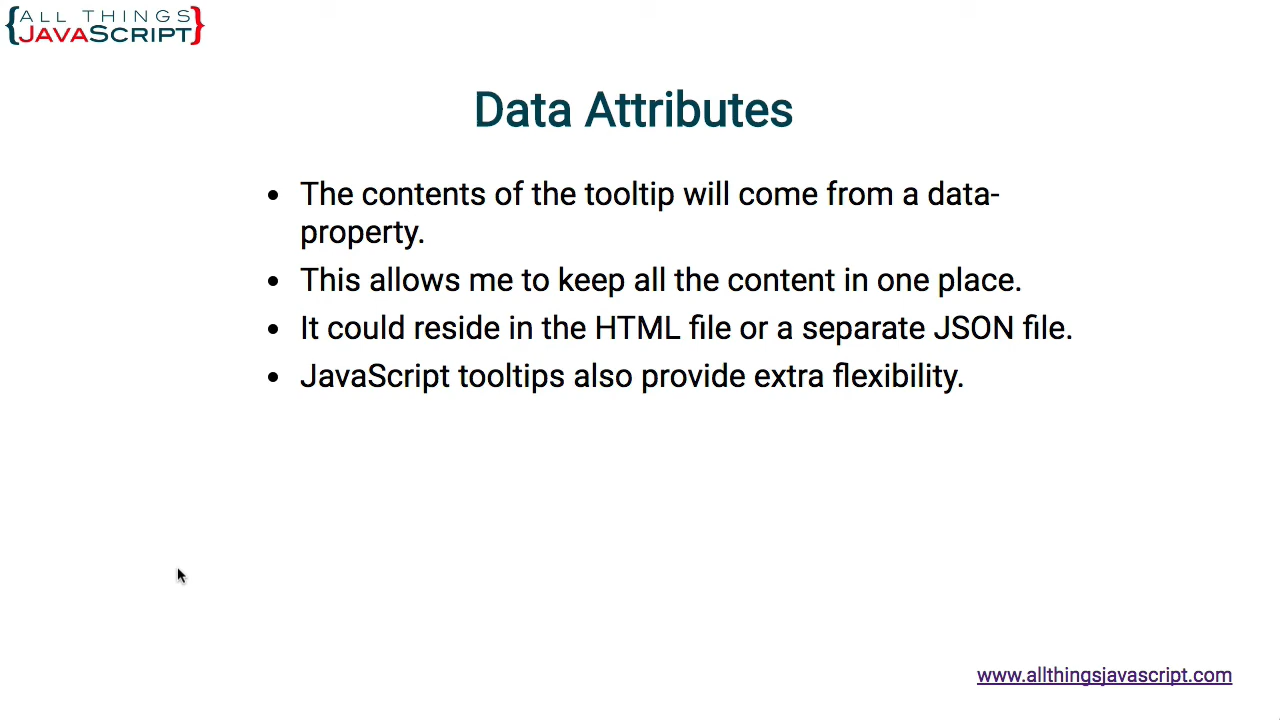 {ALL THINGS
JAVASCRIPT}
Data Attributes
• The contents of the tooltip will come from a data-
property.
• This allows me to keep all the content in one place.
• It could reside in the HTML file or a separate JSON file.
• JavaScript tooltips also provide extra flexibility.
www.allthingsjavascript.com